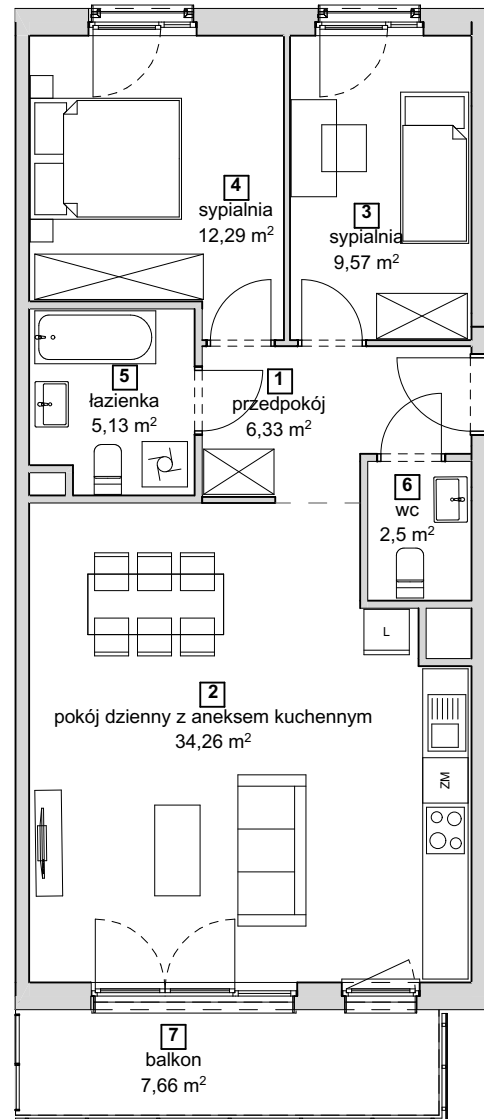 4
sypialnia
12,29 m²
3
sypialnia
9,57 m²
5
łazienka
5,13 m²
1
przedpokój
6,33 m²
6
wc
2,5 m²
L
2
pokój dzienny z aneksem kuchennym
34,26 m²
ZM
7
balkon
7,66 m²